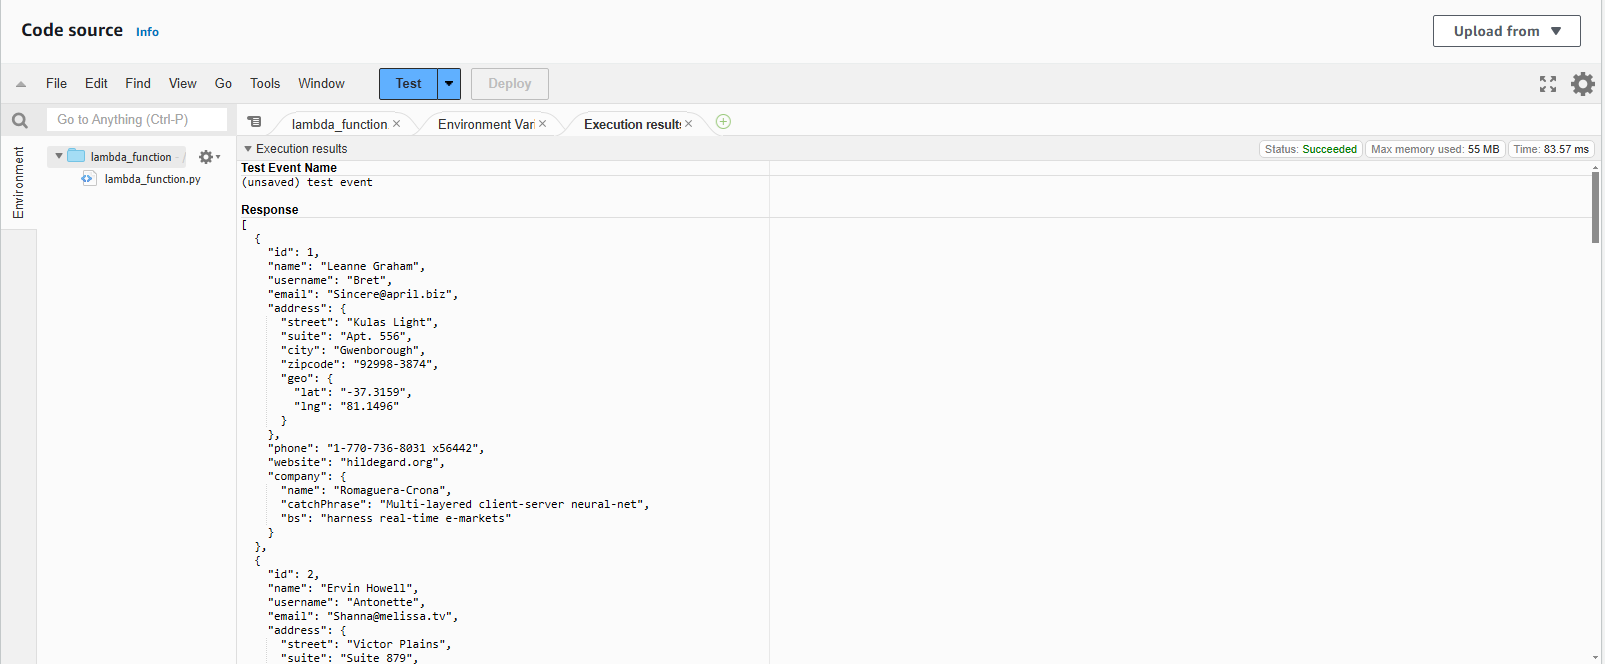 Code source Info
Upload from
File Edit Find View Go Tools Window Test Deploy
Go to Anything (Ctrl-P)
lambda_function Environment Vari Execution results
Environment
lambda_function - /
lambda_function.py
Execution results
Status: Succeeded Max memory used: 55 MB Time: 83.57 ms
Test Event Name
(unsaved) test event
Response
[
{
"id": 1,
"name": "Leanne Graham",
"username": "Bret",
"email": "Sincere@april.biz",
"address": {
"street": "Kulas Light",
"suite": "Apt. 556",
"city": "Gwenborough",
"zipcode": "92998-3874",
"geo": {
"lat": "-37.3159",
"lng": "81.1496"
}
},
"phone": "1-770-736-8031 x56442",
"website": "hildegard.org",
"company": {
"name": "Romaguera-Crona",
"catchPhrase": "Multi-layered client-server neural-net",
"bs": "harness real-time e-markets"
}
},
{
"id": 2,
"name": "Ervin Howell",
"username": "Antonette",
"email": "Shanna@melissa.tv",
"address": {
"street": "Victor Plains",
"suite": "Suite 879",